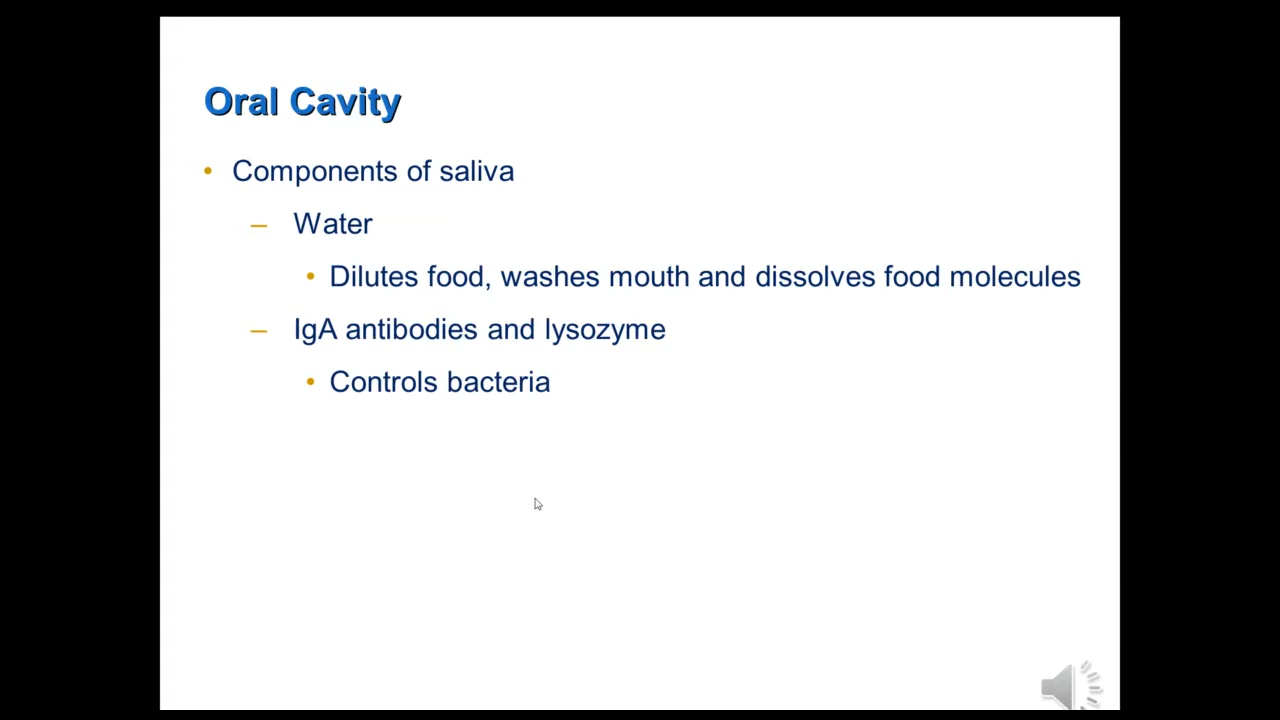 Oral Cavity
• Components of saliva
– Water
• Dilutes food, washes mouth and dissolves food molecules
– IgA antibodies and lysozyme
• Controls bacteria